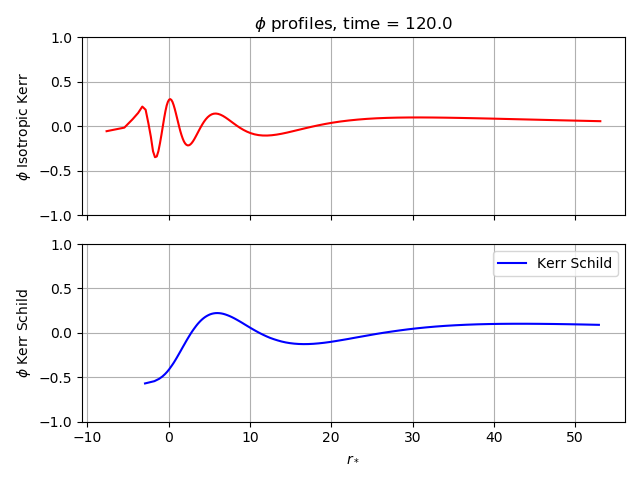 ϕ profiles, time = 120.0
1.0
0.5
0.0
−0.5
−1.0
ϕ Isotropic Kerr
1.0
0.5
0.0
−0.5
−1.0
ϕ Kerr Schild
Kerr Schild
−10 0 10 20 30 40 50
r*